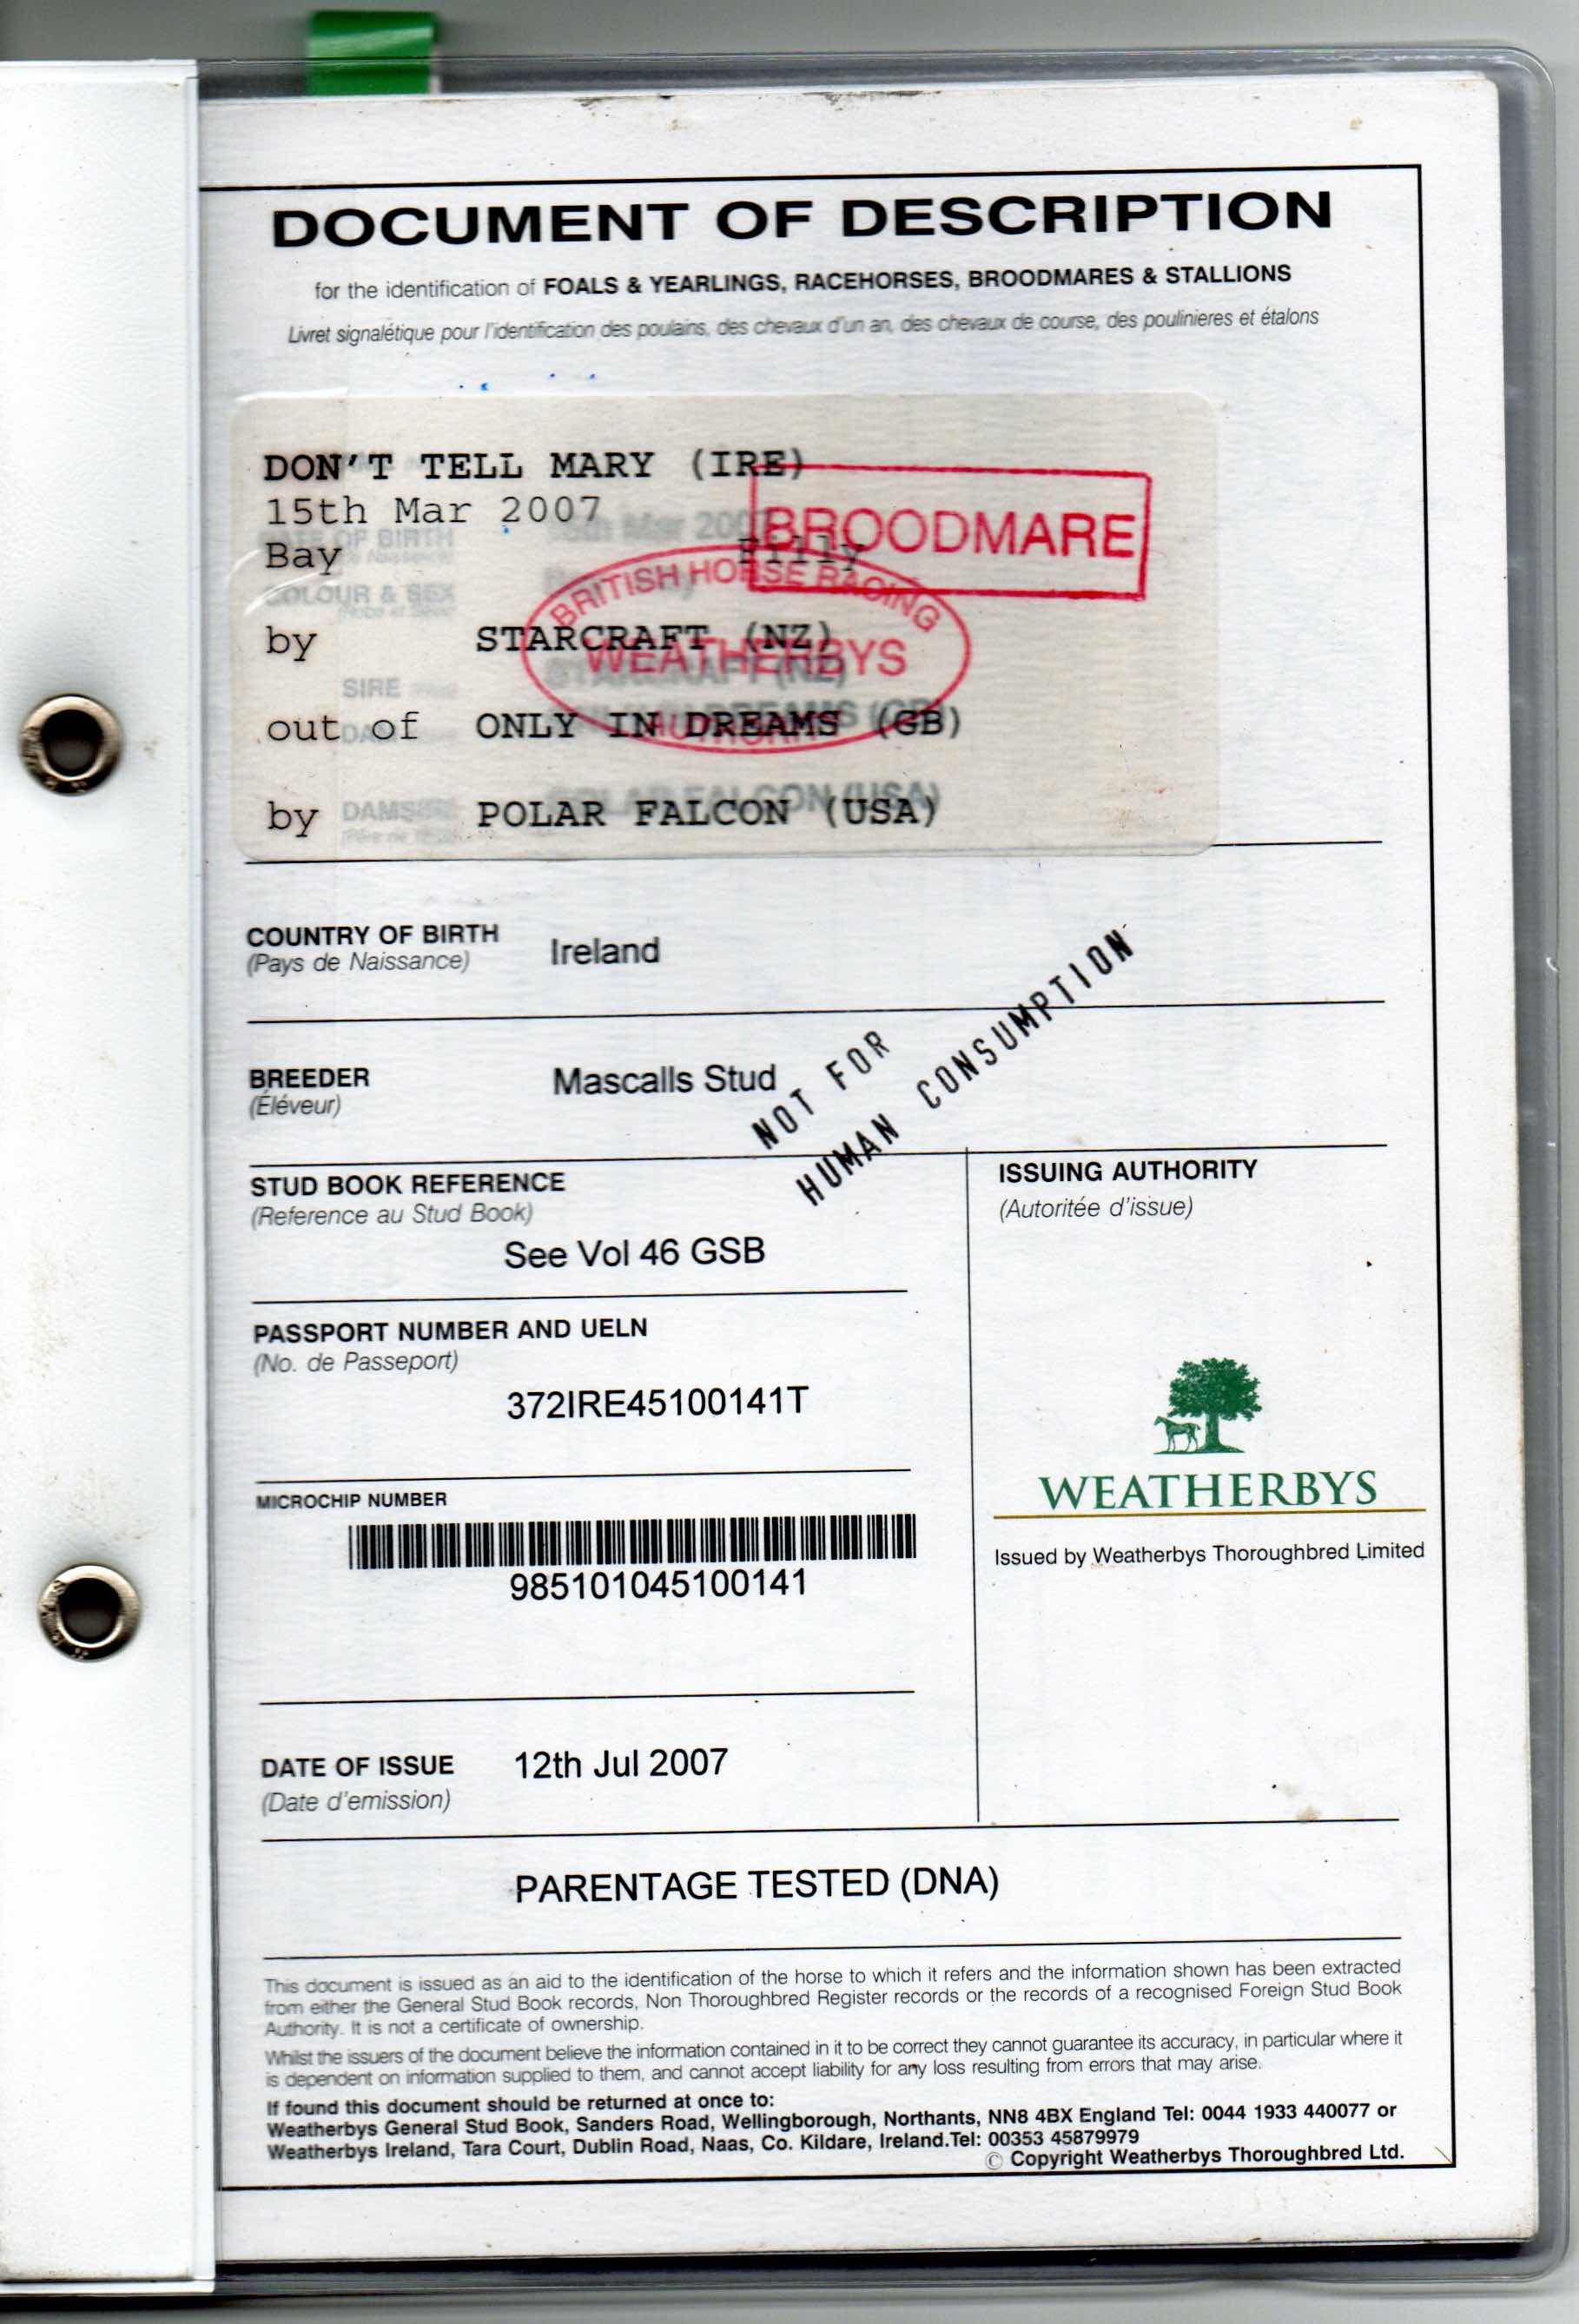 DOCUMENT OF DESCRIPTION
for the identification of FOALS & YEARLINGS, RACEHORSES, BROODMARES & STALLIONS
Livret signalétique pour l'identification des poulains, des chevaux d'un an, des chevaux de course, des poulinieres et étalons
DON'T TELL MARY (IRE)
15th Mar 2007
BROODMARE
Bay Filly
BRITISH HORSE RACING
WEATHERBYS
AUTHORITY
by STARCRAFT (NZ)
out of ONLY IN DREAMS (GB)
by POLAR FALCON (USA)
COLOUR & SEX
SIRE
COUNTRY OF BIRTH Ireland
(Pays de Naissance)
BREEDER Mascalls Stud
(Éléveur)
NOT FOR
HUMAN CONSUMPTION
STUD BOOK REFERENCE
(Reference au Stud Book)
See Vol 46 GSB
ISSUING AUTHORITY
(Autoritée d'issue)
PASSPORT NUMBER AND UELN
(No. de Passeport)
372IRE45100141T
MICROCHIP NUMBER
985101045100141
WEATHERBYS
Issued by Weatherbys Thoroughbred Limited
DATE OF ISSUE 12th Jul 2007
(Date d'emission)
PARENTAGE TESTED (DNA)
This document is issued as an aid to the identification of the horse to which it refers and the information shown has been extracted
from either the General Stud Book records, Non Thoroughbred Register records or the records of a recognised Foreign Stud Book
Authority. It is not a certificate of ownership.
Whilst the issuers of the document believe the information contained in it to be correct they cannot guarantee its accuracy, in particular where it
is dependent on information supplied to them, and cannot accept liability for any loss resulting from errors that may arise.
If found this document should be returned at once to:
Weatherbys General Stud Book, Sanders Road, Wellingborough, Northants, NN8 4BX England Tel: 0044 1933 440077 or
Weatherbys Ireland, Tara Court, Dublin Road, Naas, Co. Kildare, Ireland.Tel: 00353 45879979
© Copyright Weatherbys Thoroughbred Ltd.